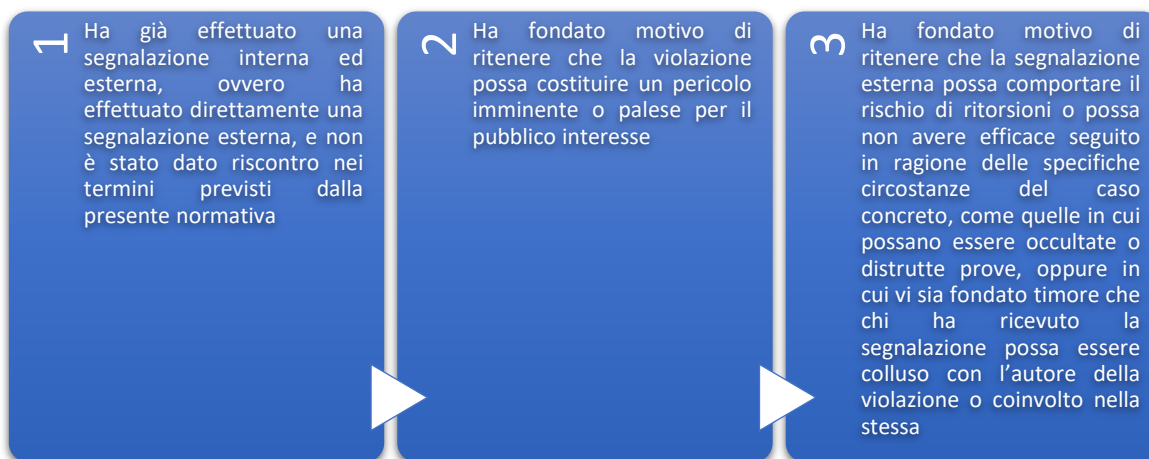 1
Ha già effettuato una
segnalazione interna ed
esterna, ovvero ha
effettuato direttamente una
segnalazione esterna, e non
è stato dato riscontro nei
termini previsti dalla
presente normativa
2
Ha fondato motivo di
ritenere che la violazione
possa costituire un pericolo
imminente o palese per il
pubblico interesse
3
Ha fondato motivo di
ritenere che la segnalazione
esterna possa comportare il
rischio di ritorsioni o possa
non avere efficace seguito
in ragione delle specifiche
circostanze del caso
concreto, come quelle in cui
possano essere occultate o
distrutte prove, oppure in
cui vi sia fondato timore che
chi ha ricevuto la
segnalazione possa essere
colluso con l’autore della
violazione o coinvolto nella
stessa